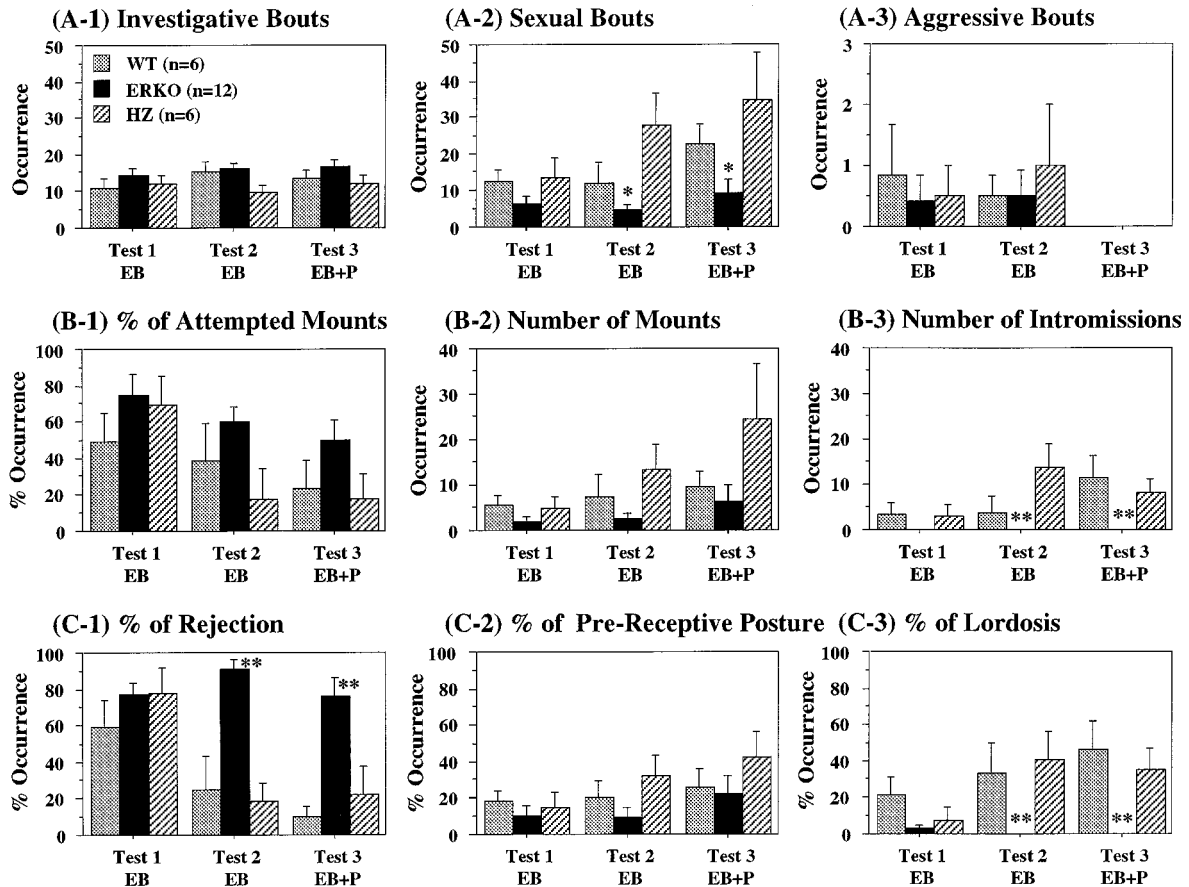 (A-1) Investigative Bouts
50
40
30
20
10
0
Occurrence
WT (n=6)
ERKO (n=12)
HZ (n=6)
Test 1 Test 2 Test 3
EB EB EB+P
(A-2) Sexual Bouts
50
40
30
20
10
0
Occurrence
*
*
Test 1 Test 2 Test 3
EB EB EB+P
(A-3) Aggressive Bouts
3
2
1
0
Occurrence
Test 1 Test 2 Test 3
EB EB EB+P
(B-1) % of Attempted Mounts
100
80
60
40
20
0
% Occurrence
Test 1 Test 2 Test 3
EB EB EB+P
(B-2) Number of Mounts
40
30
20
10
0
Occurrence
Test 1 Test 2 Test 3
EB EB EB+P
(B-3) Number of Intromissions
40
30
20
10
0
Occurrence
**
**
Test 1 Test 2 Test 3
EB EB EB+P
(C-1) % of Rejection
100
80
60
40
20
0
% Occurrence
**
**
Test 1 Test 2 Test 3
EB EB EB+P
(C-2) % of Pre-Receptive Posture
100
80
60
40
20
0
% Occurrence
Test 1 Test 2 Test 3
EB EB EB+P
(C-3) % of Lordosis
100
80
60
40
20
0
% Occurrence
**
**
Test 1 Test 2 Test 3
EB EB EB+P